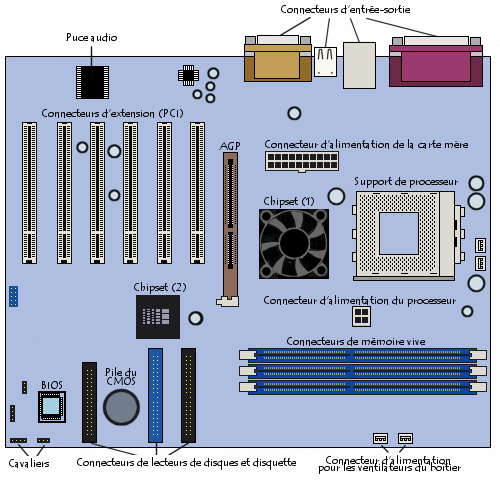 Connecteurs d'entrée-sortie
Puce audio
Connecteurs d'extension (PCI)
AGP
Connecteur d'alimentation de la carte mère
Support de processeur
Chipset (1)
Chipset (2)
Connecteur d'alimentation du processeur
Connecteurs de mémoire vive
BIOS
Pile du
CMOS
Cavaliers
Connecteurs de lecteurs de disques et disquette
Connecteur d'alimentation
pour les ventilateurs du boîtier